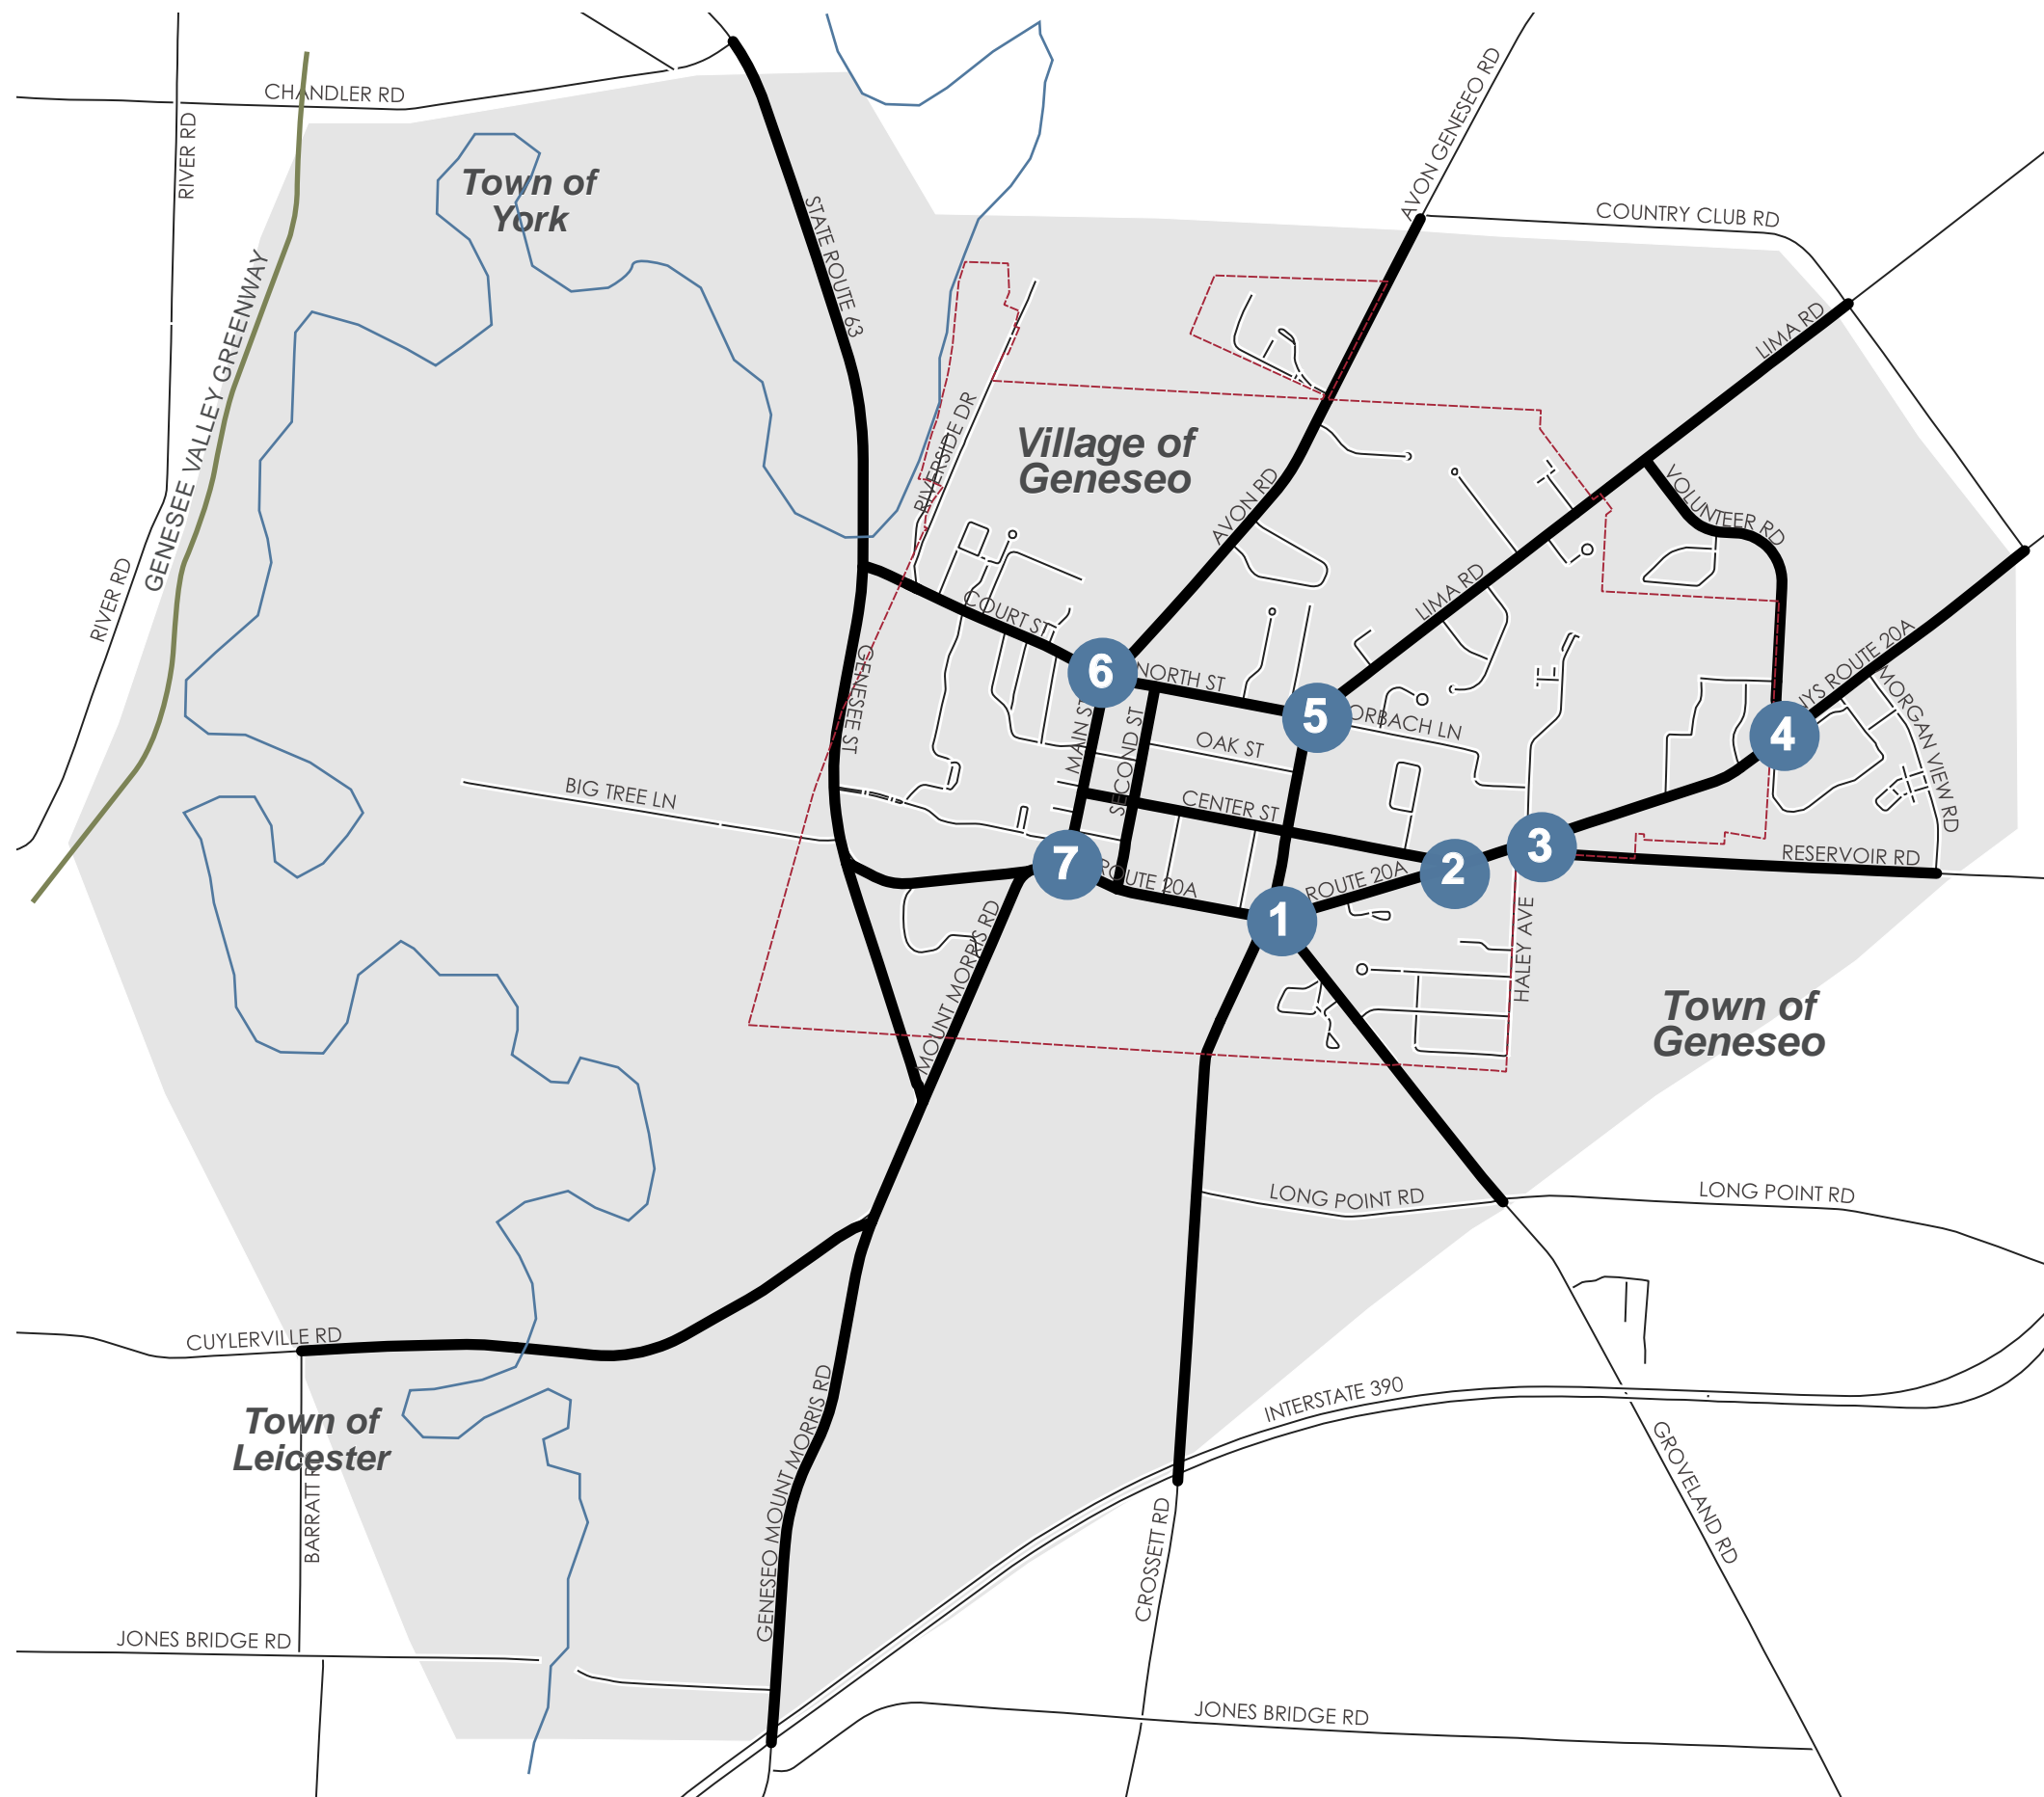 CHANDLER RD
RIVER RD
Town of
York
STATE ROUTE 63
AVON GENESEO RD
COUNTRY CLUB RD
LIMA RD
GENESEE VALLEY GREENWAY
RIVERSIDE DR
Village of
Geneseo
AVON RD
VOLUNTEER RD
RIVER RD
COURT ST
LIMA RD
NYS ROUTE 20A
MORGAN VIEW RD
GENESEE ST
6
NORTH ST
5
ORBACH LN
4
MAIN ST
SECOND ST
OAK ST
BIG TREE LN
CENTER ST
7
ROUTE 20A
ROUTE 20A
2
3
RESERVOIR RD
1
MOUNT MORRIS RD
HALEY AVE
Town of
Geneseo
LONG POINT RD
LONG POINT RD
CUYLERVILLE RD
Town of
Leicester
BARRATT R
GENESEO MOUNT MORRIS RD
INTERSTATE 390
CROSSETT RD
GROVELAND RD
JONES BRIDGE RD
JONES BRIDGE RD